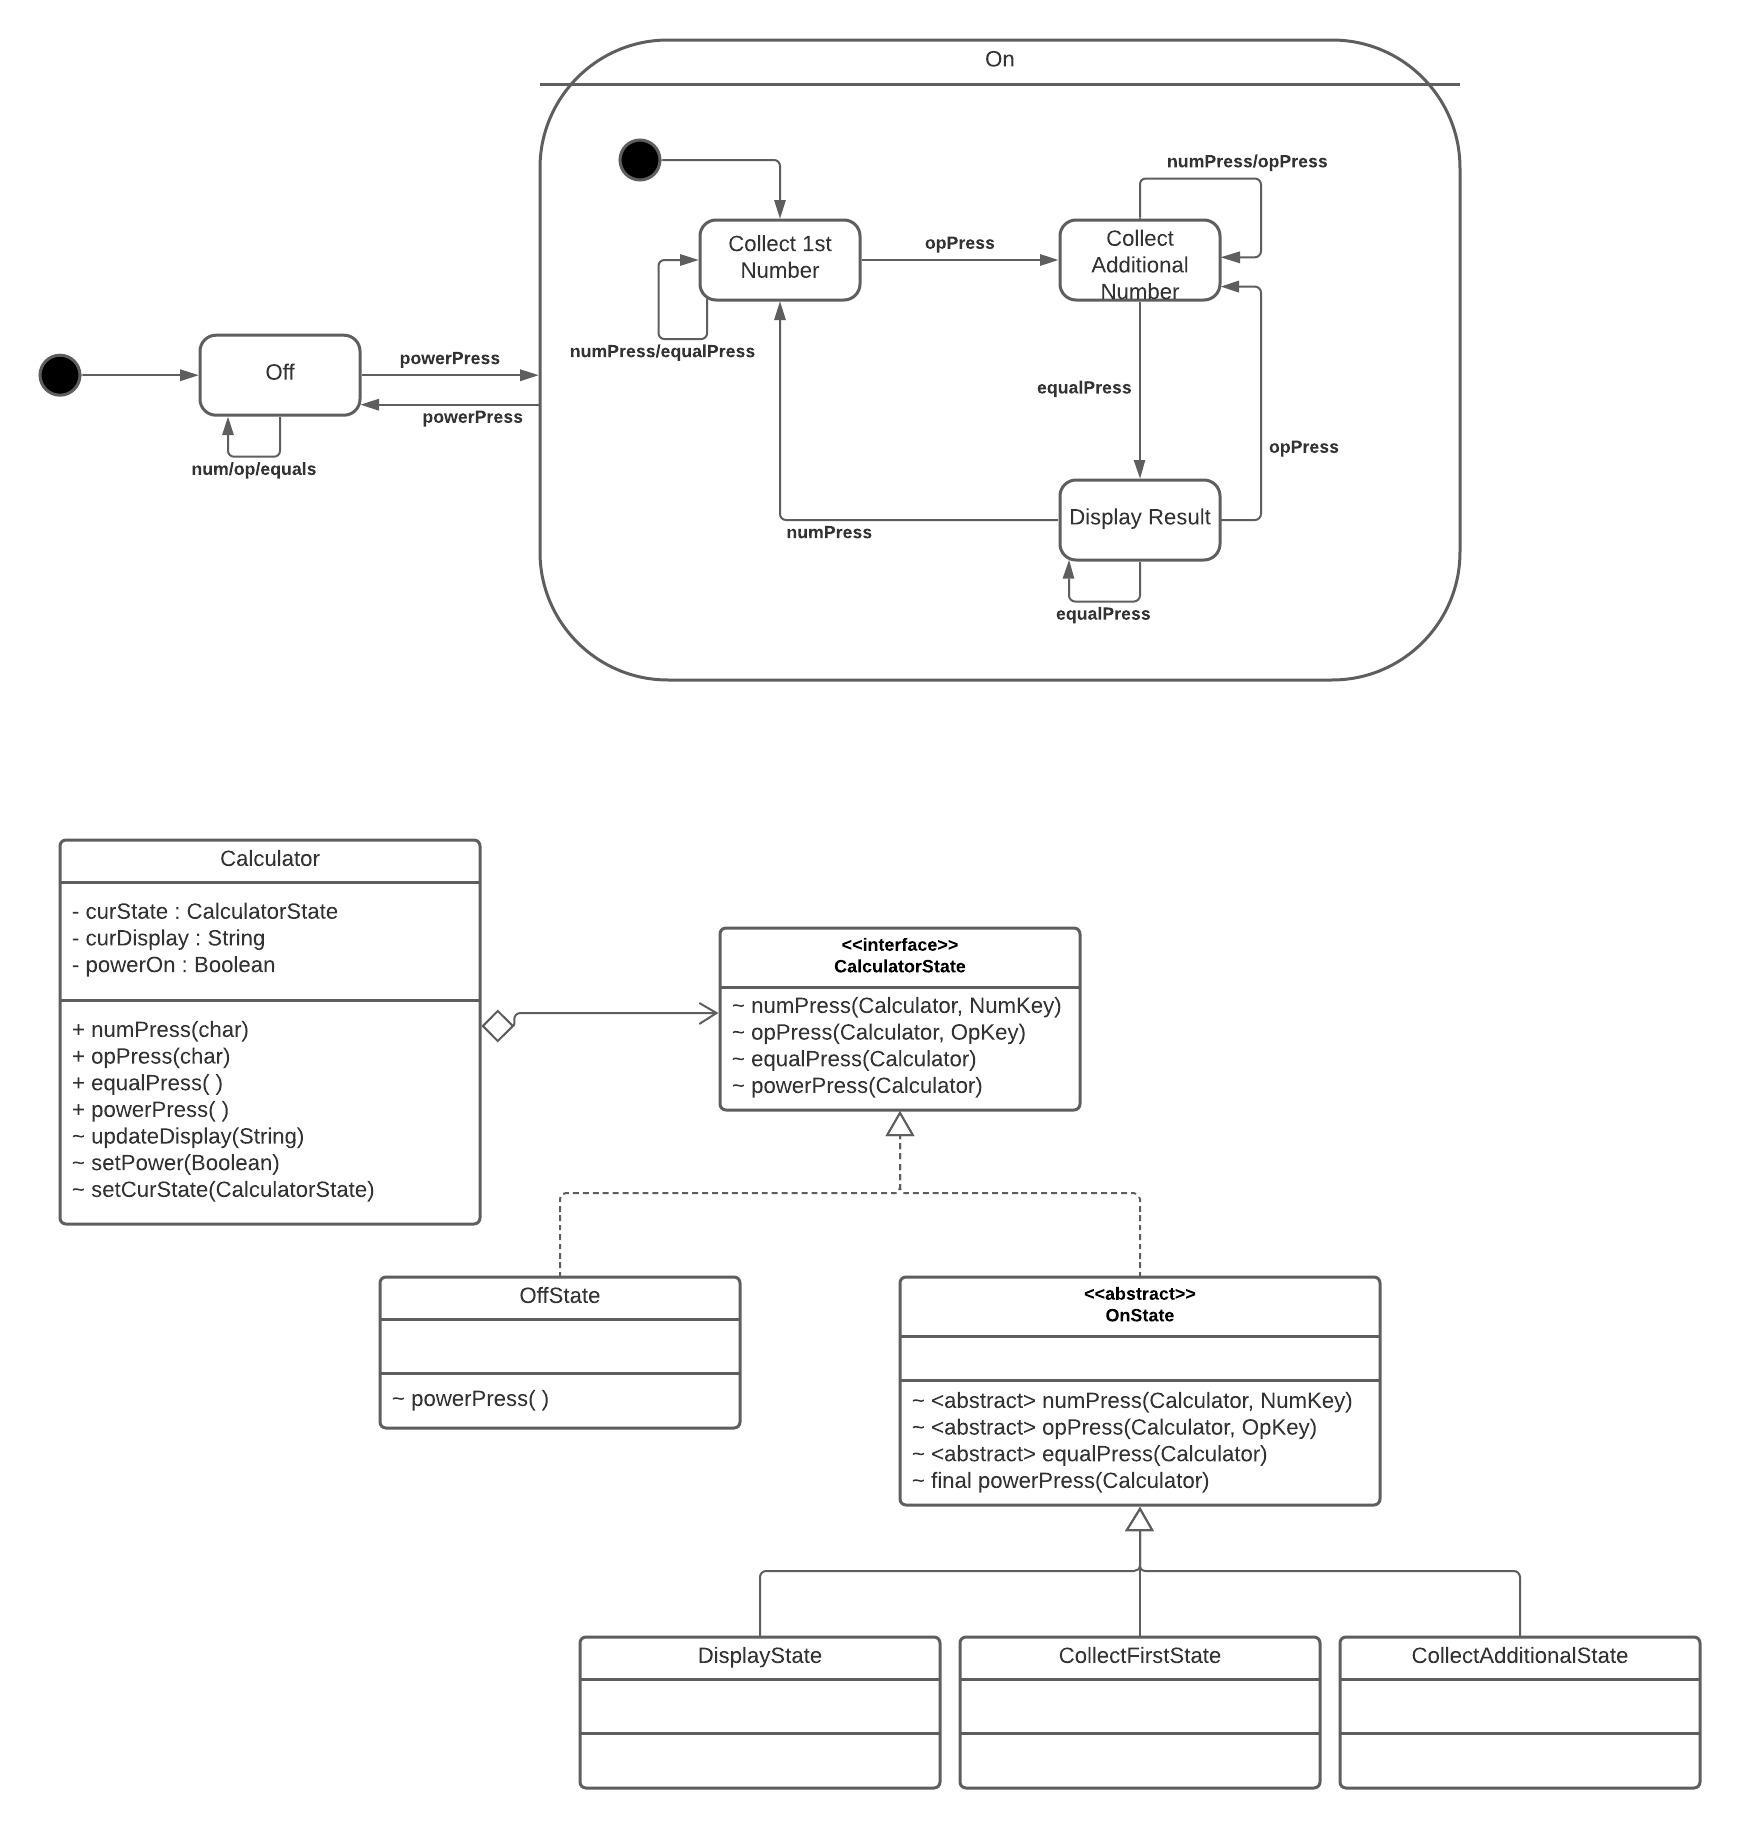 On
numPress/opPress
Collect 1st
Number
opPress
Collect
Additional
Number
numPress/equalPress
Off
powerPress
powerPress
num/op/equals
equalPress
opPress
Display Result
numPress
equalPress
Calculator
- curState : CalculatorState
- curDisplay : String
- powerOn : Boolean
+ numPress(char)
+ opPress(char)
+ equalPress( )
+ powerPress( )
~ updateDisplay(String)
~ setPower(Boolean)
~ setCurState(CalculatorState)
<<interface>>
CalculatorState
~ numPress(Calculator, NumKey)
~ opPress(Calculator, OpKey)
~ equalPress(Calculator)
~ powerPress(Calculator)
OffState
~ powerPress( )
<<abstract>>
OnState
~ <abstract> numPress(Calculator, NumKey)
~ <abstract> opPress(Calculator, OpKey)
~ <abstract> equalPress(Calculator)
~ final powerPress(Calculator)
DisplayState
CollectFirstState
CollectAdditionalState